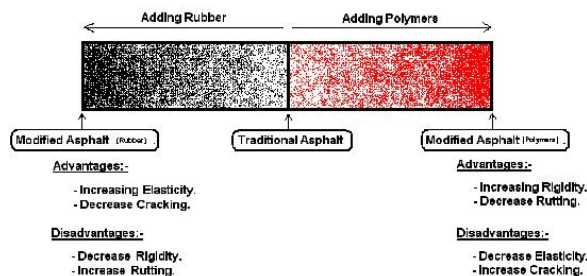 Adding Rubber
Adding Polymers
Modified Asphalt (Rubber)
Traditional Asphalt
Modified Asphalt (Polymers)
Advantages:-
- Increasing Elasticity.
- Decrease Cracking.
Disadvantages:-
- Decrease Rigidity.
- Increase Rutting.
Advantages:-
- Increasing Rigidity.
- Decrease Rutting.
Disadvantages:-
- Decrease Elasticity.
- Increase Cracking.